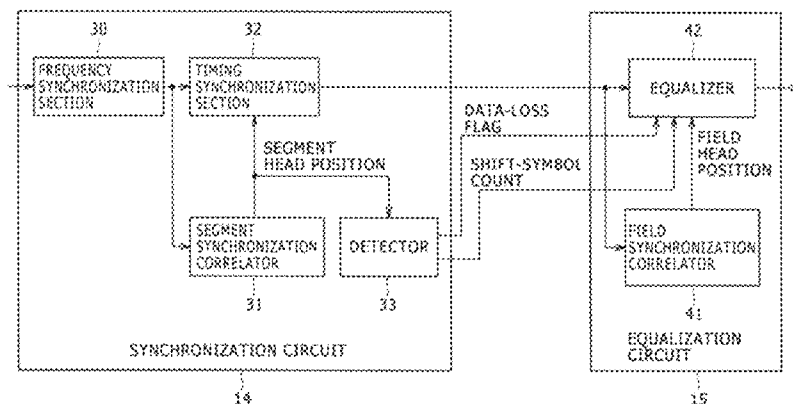 30
32
42
FREQUENCY
SYNCHRONIZATION
SECTION
TIMING
SYNCHRONIZATION
SECTION
EQUALIZER
DATA-LOSS
FLAG
SEGMENT
HEAD POSITION
SHIFT-SYMBOL
COUNT
FIELD
HEAD
POSITION
SEGMENT
SYNCHRONIZATION
CORRELATOR
DETECTOR
FIELD
SYNCHRONIZATION
CORRELATOR
31
33
41
SYNCHRONIZATION CIRCUIT
EQUALIZATION
CIRCUIT
14
15